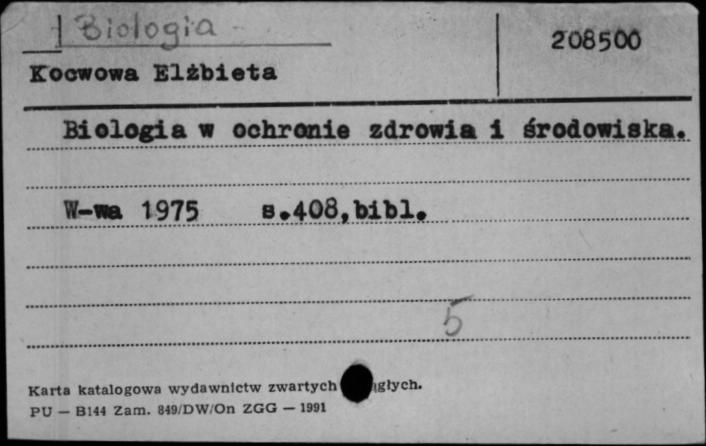 Biologia
208500
Kocwowa Elżbieta
Biologia w ochronie zdrowia i środowiska.
W-wa 1975 s.408,bibl.
5
Karta katalogowa wydawnictw zwartych
PU — B144 Zam. 849/DW/On ZGG — 1991